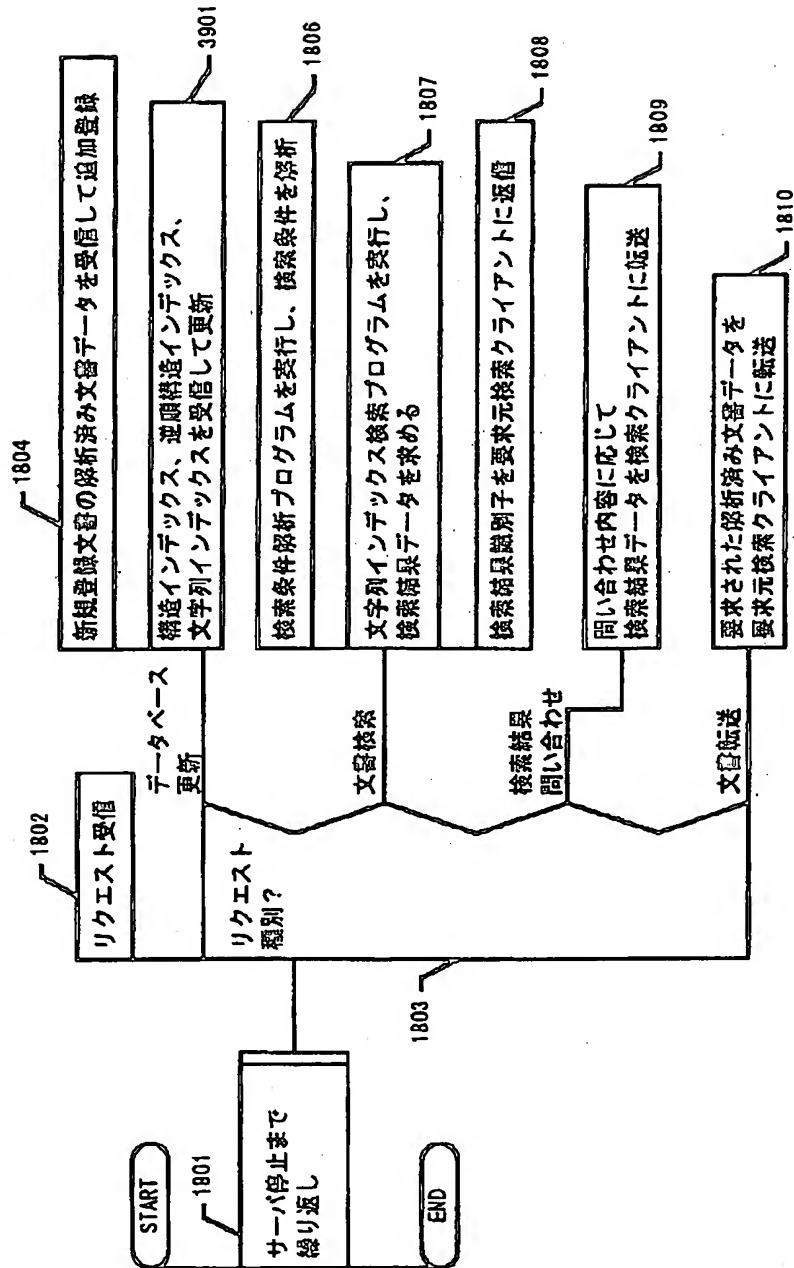 START
1801
サーバ停止まで
繰り返し
END
1802
リクエスト受信
1803
リクエスト
種別？
データベース
更新
1804
新規登録文書の解析済み文書データを受信して追加登録
3901
構造インデックス、逆順構造インデックス、
文字列インデックスを受信して更新
文書検索
1806
検索条件解析プログラムを実行し、検索条件を解析
1807
文字列インデックス検索プログラムを実行し、
検索結果データを求める
1808
検索結果識別子を要求元検索クライアントに返信
検索結果
問い合わせ
1809
問い合わせ内容に応じて
検索結果データを検索クライアントに転送
文書転送
1810
要求された解析済み文書データを
要求元検索クライアントに転送